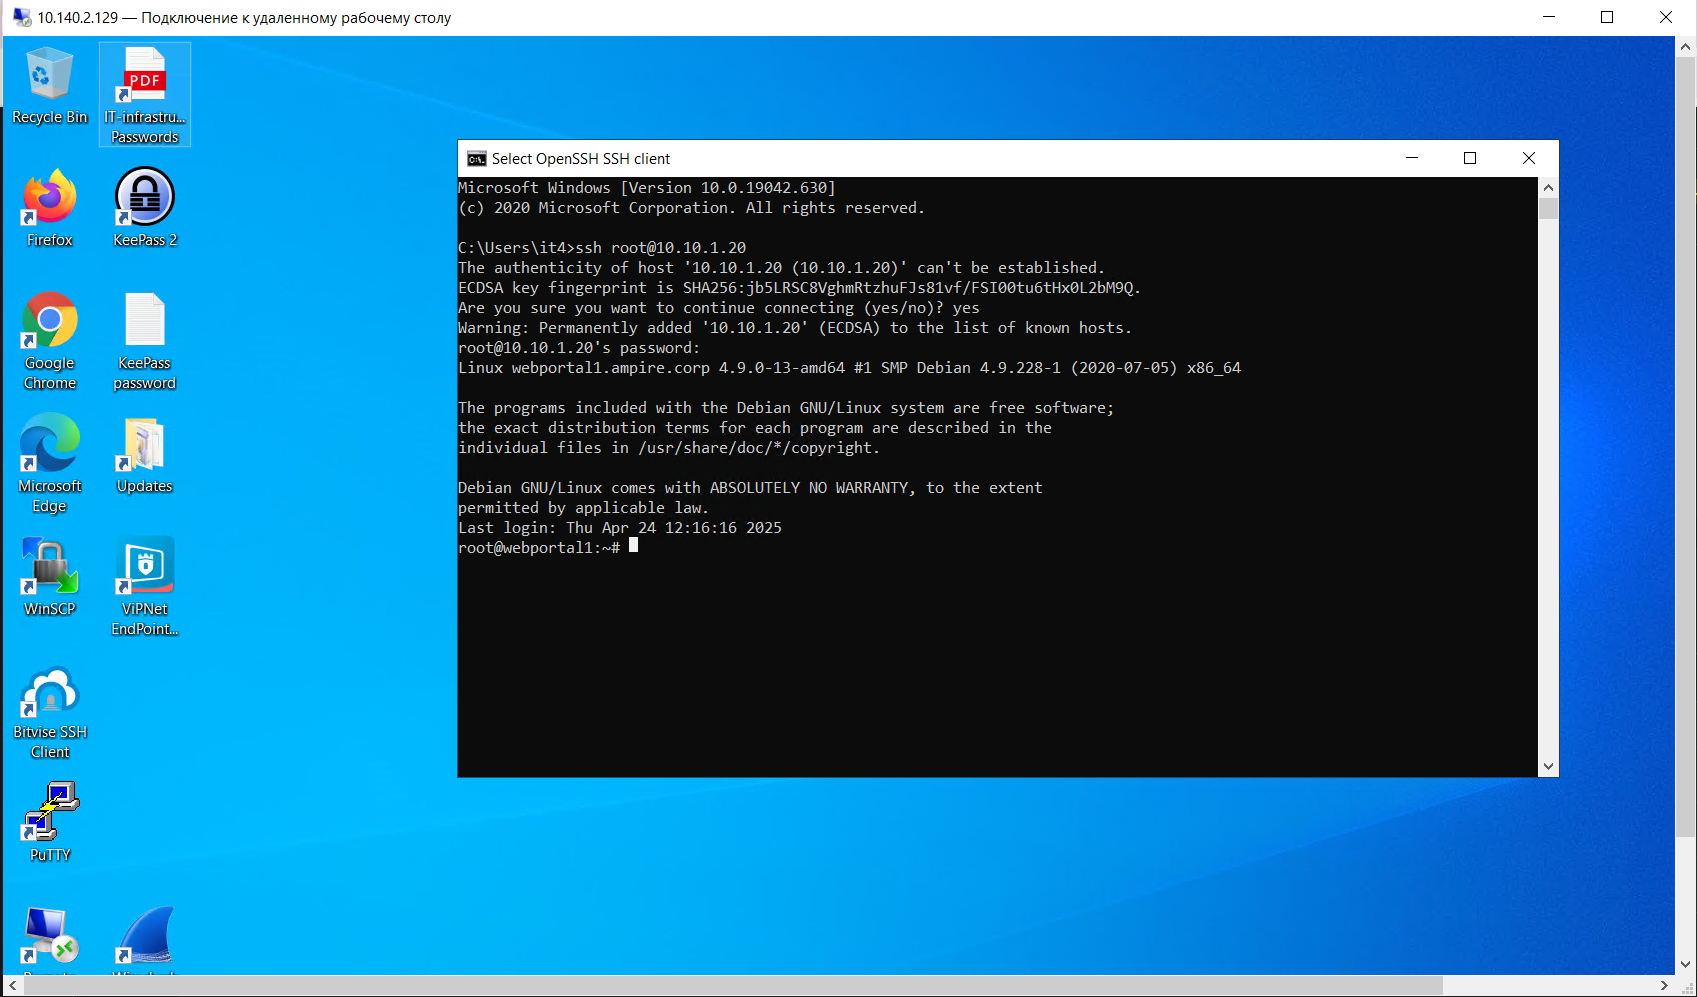 10.140.2.129 — Подключение к удаленному рабочему столу
Recycle Bin
PDF
IT-infrastru...
Passwords
Firefox
KeePass 2
Google
Chrome
KeePass
password
Microsoft
Edge
Updates
WinSCP
ViPNet
EndPoint...
Bitvise SSH
Client
PuTTY
Select OpenSSH SSH client
Microsoft Windows [Version 10.0.19042.630]
(c) 2020 Microsoft Corporation. All rights reserved.
C:\Users\it4>ssh root@10.10.1.20
The authenticity of host '10.10.1.20 (10.10.1.20)' can't be established.
ECDSA key fingerprint is SHA256:jb5LRSC8VghmRtzhuFJs81vf/FSI00tu6tHx0L2bM9Q.
Are you sure you want to continue connecting (yes/no)? yes
Warning: Permanently added '10.10.1.20' (ECDSA) to the list of known hosts.
root@10.10.1.20's password:
Linux webportal1.ampire.corp 4.9.0-13-amd64 #1 SMP Debian 4.9.228-1 (2020-07-05) x86_64
The programs included with the Debian GNU/Linux system are free software;
the exact distribution terms for each program are described in the
individual files in /usr/share/doc/*/copyright.
Debian GNU/Linux comes with ABSOLUTELY NO WARRANTY, to the extent
permitted by applicable law.
Last login: Thu Apr 24 12:16:16 2025
root@webportal1:~#